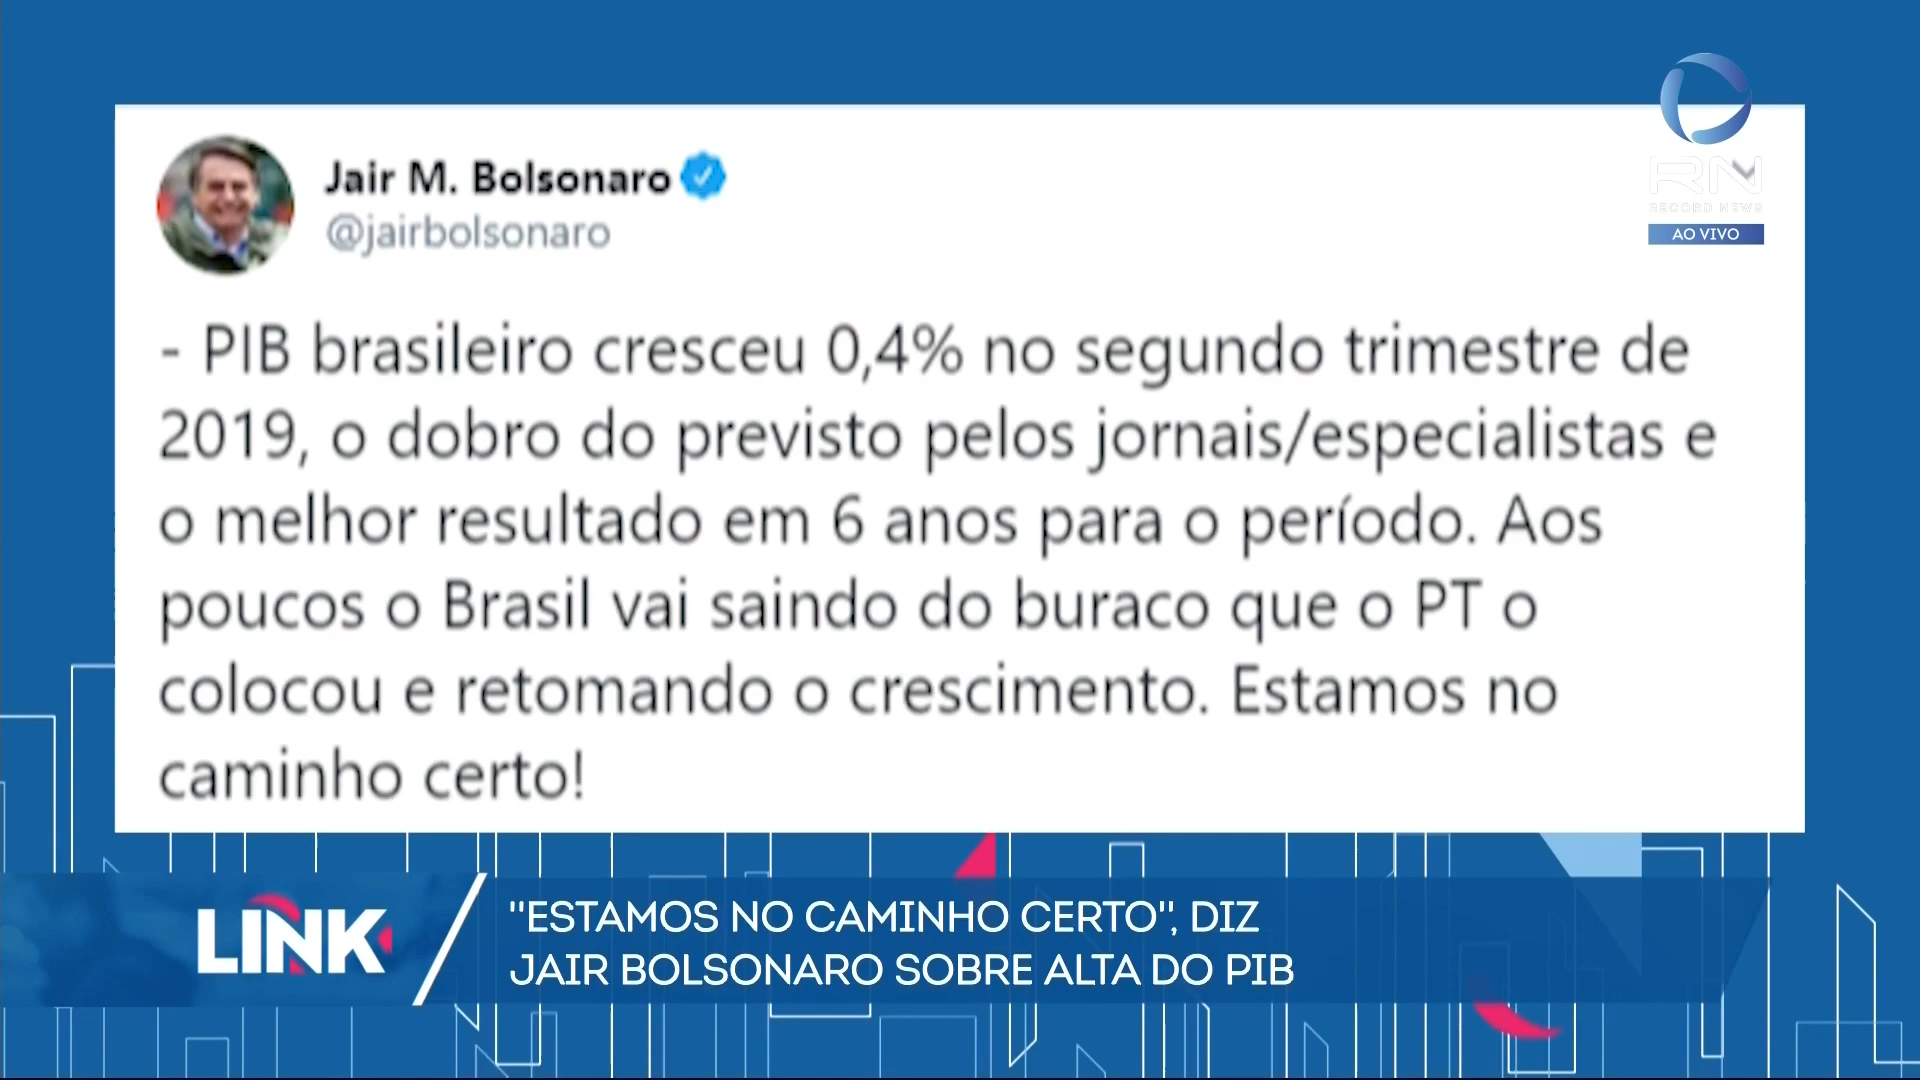 RN
RECORD NEWS
AO VIVO
Jair M. Bolsonaro
@jairbolsonaro
- PIB brasileiro cresceu 0,4% no segundo trimestre de
2019, o dobro do previsto pelos jornais/especialistas e
o melhor resultado em 6 anos para o período. Aos
poucos o Brasil vai saindo do buraco que o PT o
colocou e retomando o crescimento. Estamos no
caminho certo!
LINK
"ESTAMOS NO CAMINHO CERTO", DIZ
JAIR BOLSONARO SOBRE ALTA DO PIB